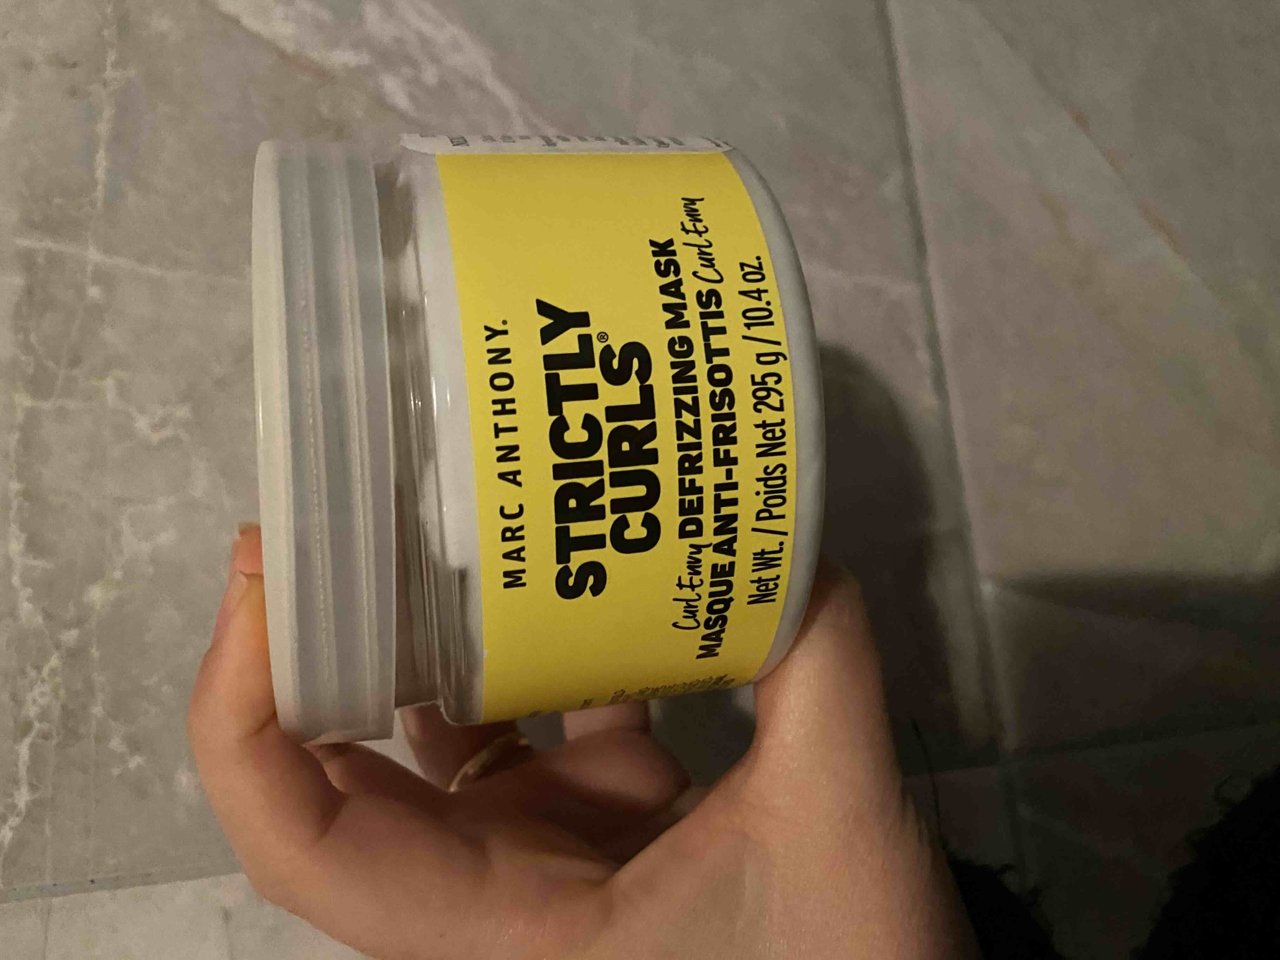 MARC ANTHONY.
STRICTLY
CURLS®
Curl Envy DEFRIZZING MASK
MASQUE ANTI-FRISOTTIS Curl Envy
Net Wt. / Poids Net 295 g / 10.4 oz.